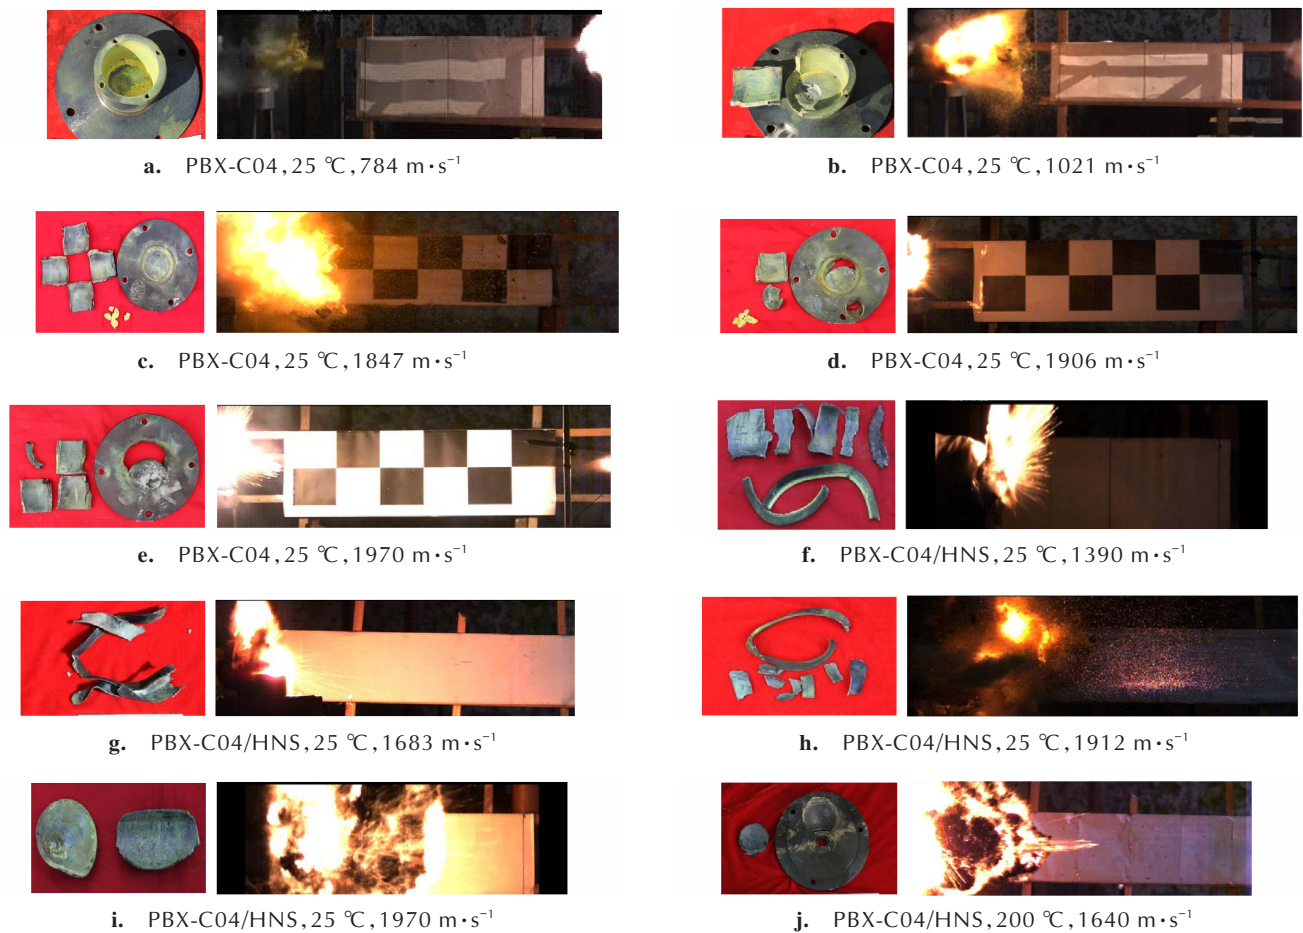 a. PBX-C04,25 ℃,784 m·s⁻¹
b. PBX-C04,25 ℃,1021 m·s⁻¹
c. PBX-C04,25 ℃,1847 m·s⁻¹
d. PBX-C04,25 ℃,1906 m·s⁻¹
e. PBX-C04,25 ℃,1970 m·s⁻¹
f. PBX-C04/HNS,25 ℃,1390 m·s⁻¹
g. PBX-C04/HNS,25 ℃,1683 m·s⁻¹
h. PBX-C04/HNS,25 ℃,1912 m·s⁻¹
i. PBX-C04/HNS,25 ℃,1970 m·s⁻¹
j. PBX-C04/HNS,200 ℃,1640 m·s⁻¹